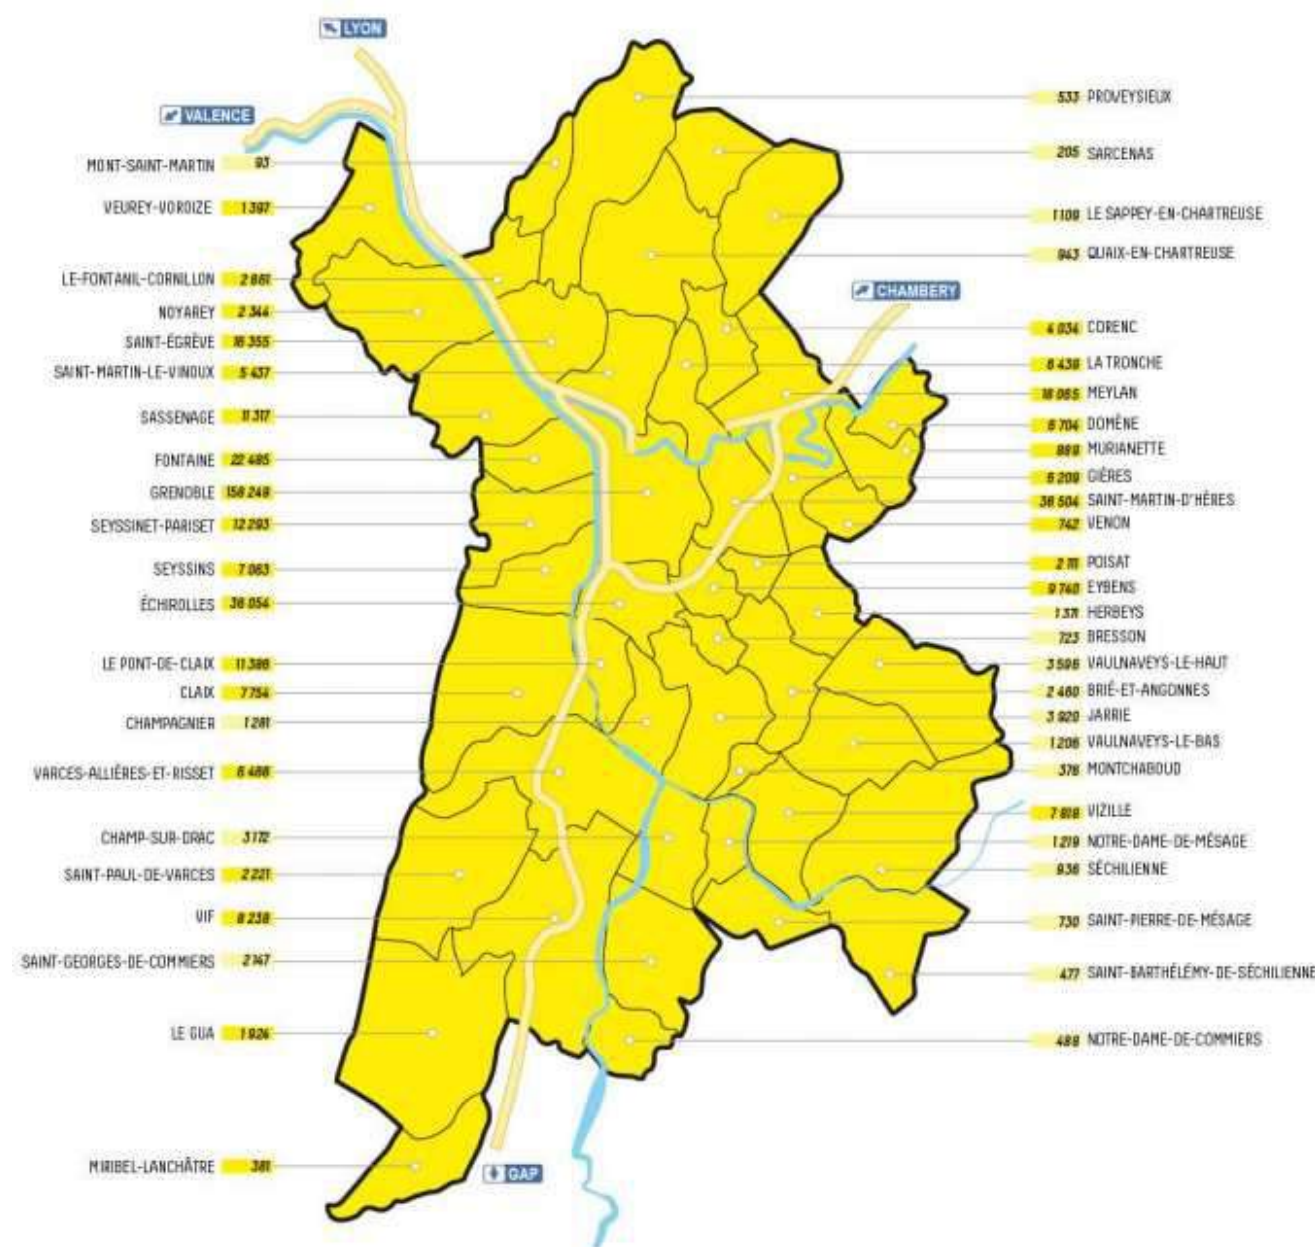 LYON
VALENCE
MONT-SAINT-MARTIN 93
VEUREY-VOROIZE 1 397
LE-FONTANIL-CORNILLON 2 861
NOYAREY 2 344
SAINT-ÉGRÈVE 16 355
SAINT-MARTIN-LE-VINOUX 5 437
SASSENAGE 11 317
FONTAINE 22 485
GRENOBLE 158 249
SEYSSINET-PARISET 12 293
SEYSSINS 7 063
ÉCHIROLLES 36 054
LE PONT-DE-CLAIX 11 388
CLAIX 7 754
CHAMPAGNIER 1 281
VARCES-ALLIÈRES-ET-RISSET 6 488
CHAMP-SUR-DRAC 3 172
SAINT-PAUL-DE-VARCES 2 221
VIF 8 238
SAINT-GEORGES-DE-COMMIERS 2 147
LE GUA 1 924
MIRIBEL-LANCHÂTRE 381
GAP
533 PROVEYSIEUX
205 SARCENAS
1 109 LE SAPPEY-EN-CHARTREUSE
943 QUAIX-EN-CHARTREUSE
CHAMBERY
4 034 CORENC
6 439 LA TRONCHE
18 065 MEYLAN
6 704 DOMÈNE
889 MURIANETTE
6 209 GIÈRES
36 504 SAINT-MARTIN-D'HÈRES
742 VENON
2 111 POISAT
9 740 EYBENS
1 371 HERBEYS
723 BRESSON
3 598 VAULNAVEYS-LE-HAUT
2 460 BRIÉ-ET-ANGONNES
3 920 JARRIE
1 206 VAULNAVEYS-LE-BAS
376 MONTCHABOUD
VIZILLE
1 219 NOTRE-DAME-DE-MÉSAGE
936 SÉCHILIENNE
730 SAINT-PIERRE-DE-MÉSAGE
477 SAINT-BARTHÉLÉMY-DE-SÉCHILIENNE
488 NOTRE-DAME-DE-COMMIERS